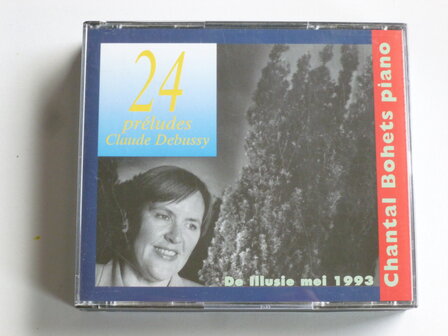 24
préludes
Claude Debussy
Chantal Bohets piano
De Illusie mei 1993